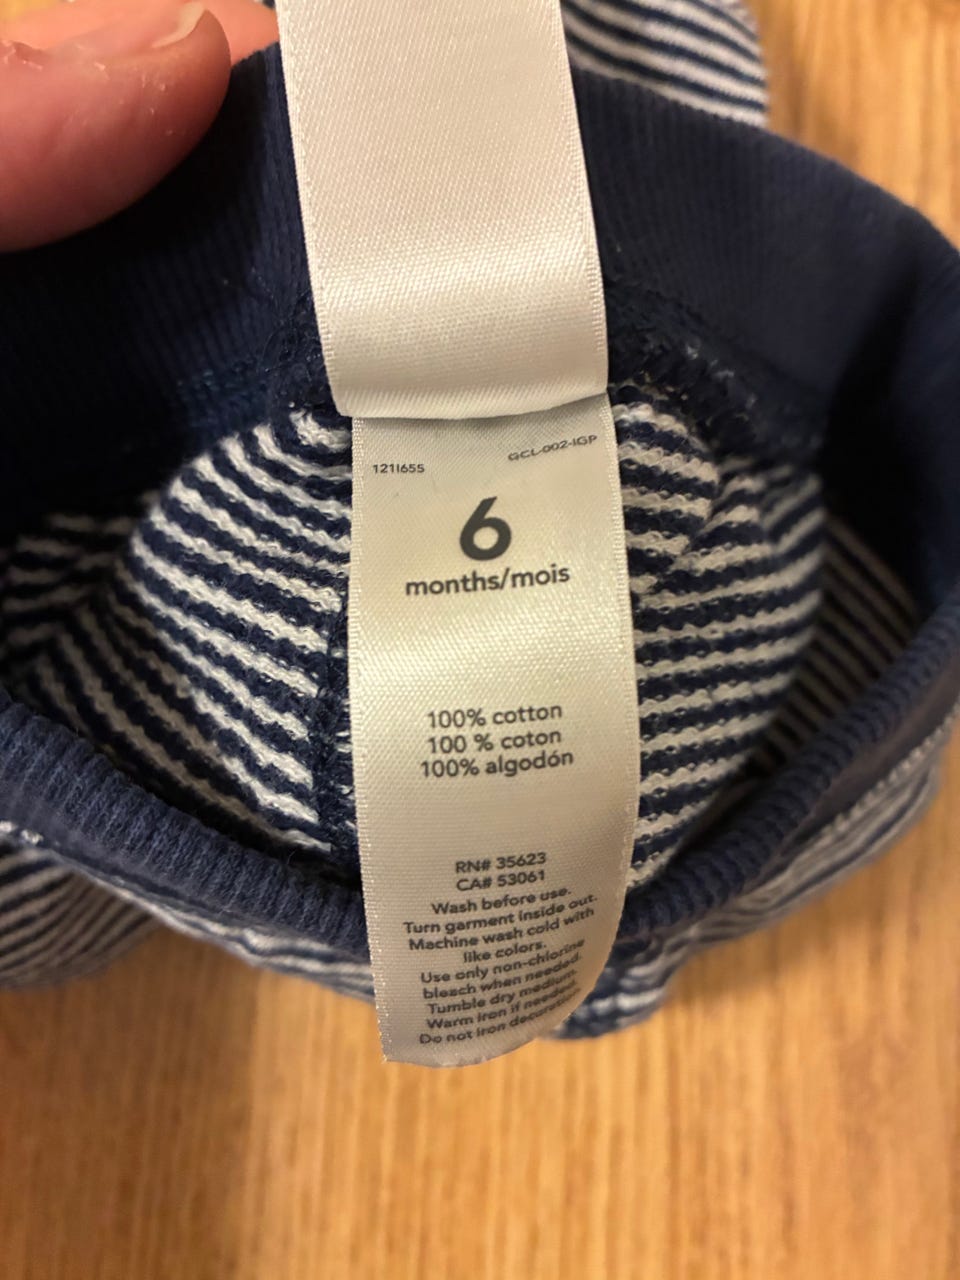 121I655 GCL-002-IGP
6
months/mois
100% cotton
100 % coton
100% algodón
RN# 35623
CA# 53061
Wash before use.
Turn garment inside out.
Machine wash cold with
like colors.
Use only non-chlorine
bleach when needed.
Tumble dry medium.
Warm iron if needed.
Do not iron decoration.